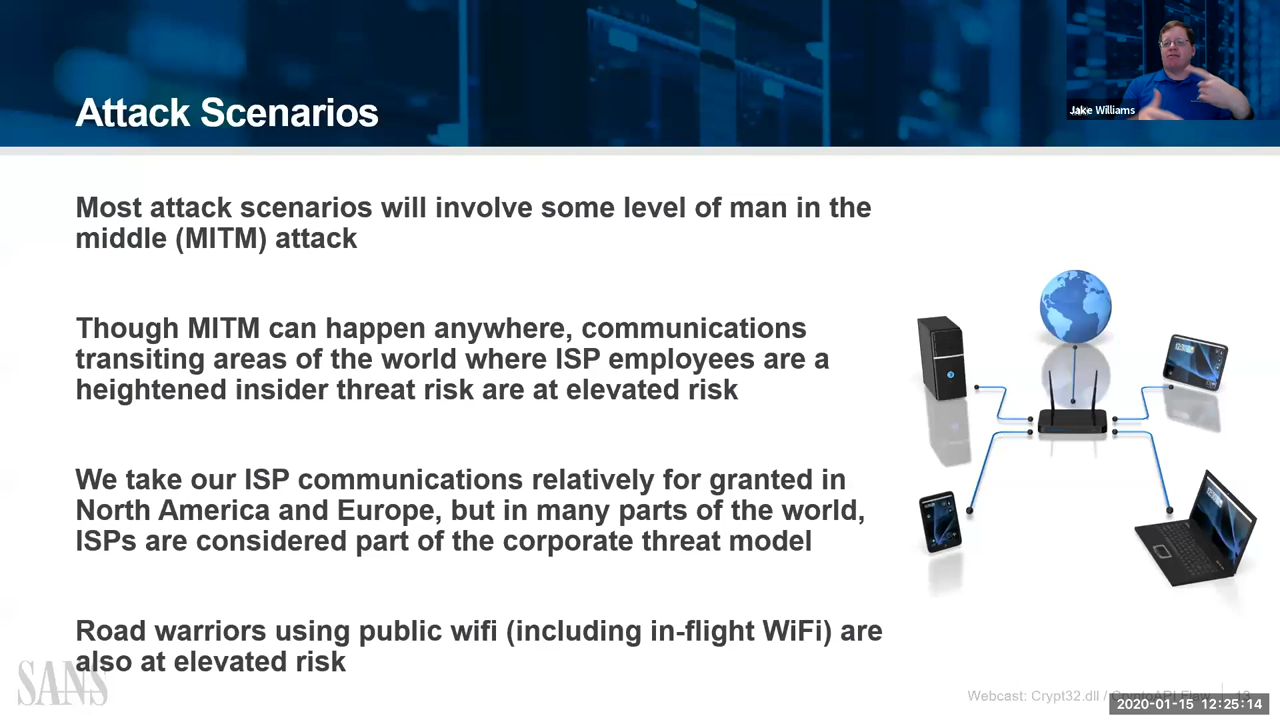 Attack Scenarios
Jake Williams
Most attack scenarios will involve some level of man in the
middle (MITM) attack
Though MITM can happen anywhere, communications
transiting areas of the world where ISP employees are a
heightened insider threat risk are at elevated risk
We take our ISP communications relatively for granted in
North America and Europe, but in many parts of the world,
ISPs are considered part of the corporate threat model
Road warriors using public wifi (including in-flight WiFi) are
also at elevated risk
SANS
Webcast: Crypt32.dll / CryptoAPI Flaw | 13
2020-01-15 12:25:14